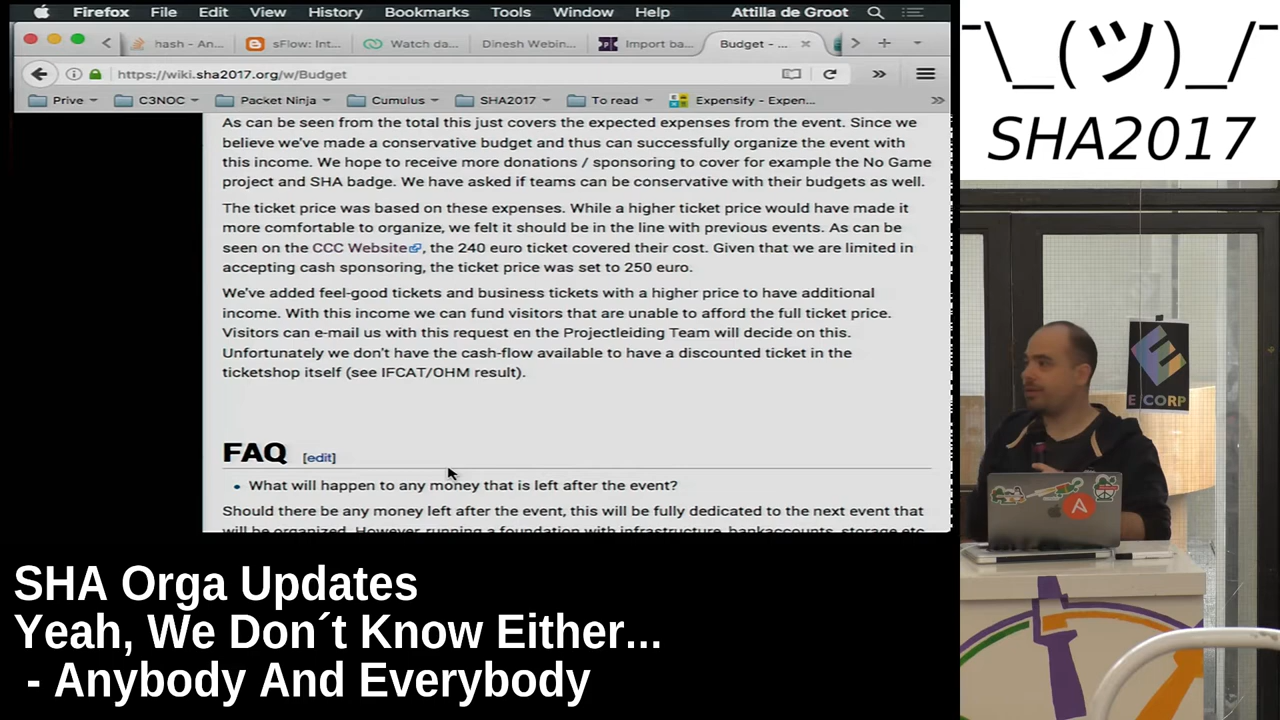 Firefox File Edit View History Bookmarks Tools Window Help Attilla de Groot
hash - An... sFlow: Int... Watch da... Dinesh Webin... Import ba... Budget - ...
https://wiki.sha2017.org/w/Budget
Prive C3NOC Packet Ninja Cumulus SHA2017 To read Expensify - Expen...
As can be seen from the total this just covers the expected expenses from the event. Since we
believe we've made a conservative budget and thus can successfully organize the event with
this income. We hope to receive more donations / sponsoring to cover for example the No Game
project and SHA badge. We have asked if teams can be conservative with their budgets as well.
The ticket price was based on these expenses. While a higher ticket price would have made it
more comfortable to organize, we felt it should be in the line with previous events. As can be
seen on the CCC Website, the 240 euro ticket covered their cost. Given that we are limited in
accepting cash sponsoring, the ticket price was set to 250 euro.
We've added feel-good tickets and business tickets with a higher price to have additional
income. With this income we can fund visitors that are unable to afford the full ticket price.
Visitors can e-mail us with this request en the Projectleiding Team will decide on this.
Unfortunately we don't have the cash-flow available to have a discounted ticket in the
ticketshop itself (see IFCAT/OHM result).
FAQ [edit]
• What will happen to any money that is left after the event?
Should there be any money left after the event, this will be fully dedicated to the next event that
will be organized. However running a foundation with infrastructure, bankaccounts, storage etc
¯\_(ツ)_/¯
SHA2017
E CORP
SHA Orga Updates
Yeah, We Don´t Know Either...
- Anybody And Everybody